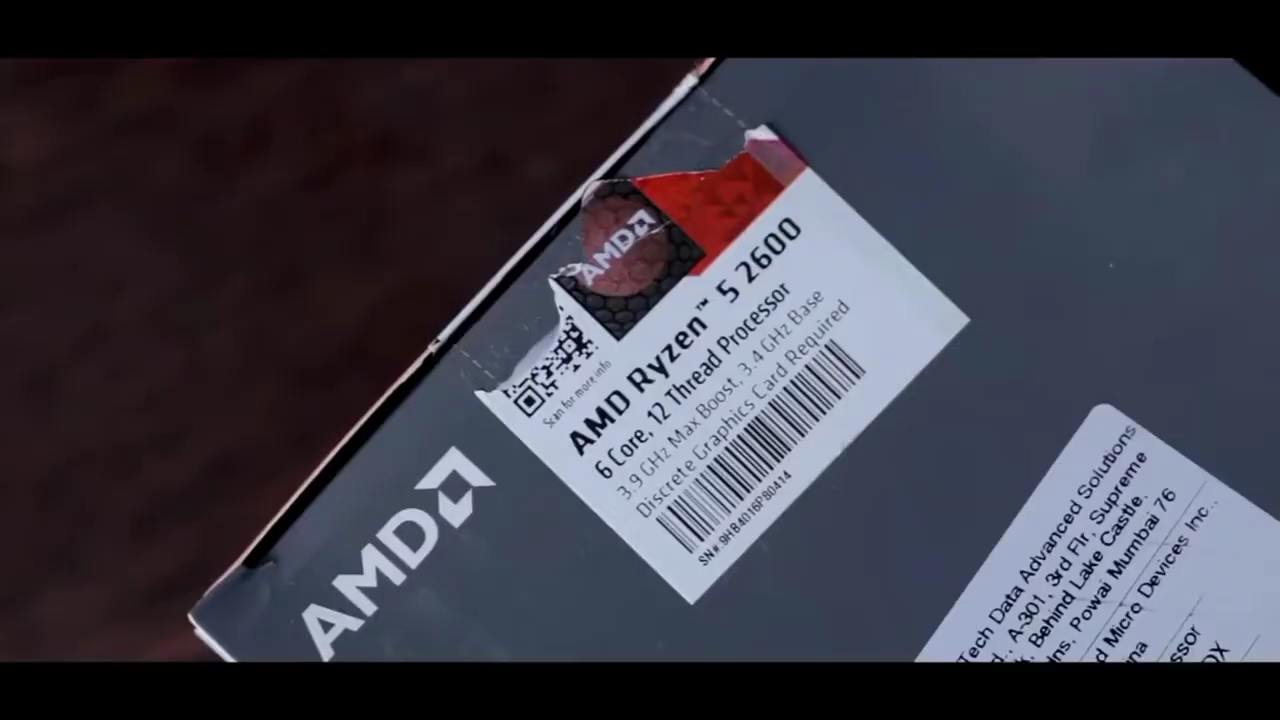 AMD
Scan for more info
AMD Ryzen™ 5 2600
6 Core, 12 Thread Processor
3.9 GHz Max Boost, 3.4 GHz Base
Discrete Graphics Card Required
SN#:9HB4016P80414
AMD
Tech Data Advanced Solutions
A-301, 3rd Flr, Supreme
Behind Lake Castle,
Powai Mumbai 76
Micro Devices Inc.,